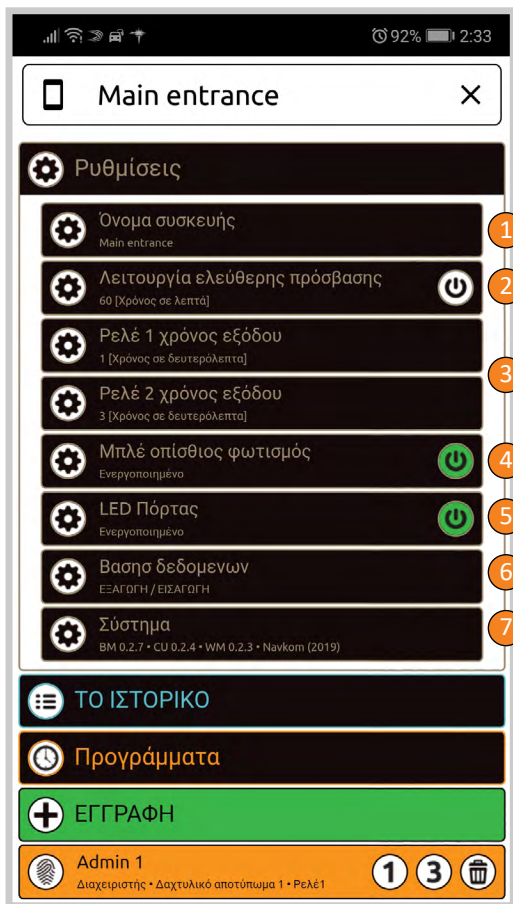 92% 2:33
Main entrance
Ρυθμίσεις
Όνομα συσκευής
Main entrance
1
Λειτουργία ελεύθερης πρόσβασης
60 [Χρόνος σε λεπτά]
2
Ρελέ 1 χρόνος εξόδου
1 [Χρόνος σε δευτερόλεπτα]
3
Ρελέ 2 χρόνος εξόδου
3 [Χρόνος σε δευτερόλεπτα]
Μπλέ οπίσθιος φωτισμός
Ενεργοποιημένο
4
LED Πόρτας
Ενεργοποιημένο
5
Βασησ δεδομενων
ΕΞΑΓΩΓΗ / ΕΙΣΑΓΩΓΗ
6
Σύστημα
BM 0.2.7 • CU 0.2.4 • WM 0.2.3 • Navkom (2019)
7
ΤΟ ΙΣΤΟΡΙΚΟ
Προγράμματα
ΕΓΓΡΑΦΗ
Admin 1
Διαχειριστής • Δαχτυλικό αποτύπωμα 1 • Ρελέ1
1 3